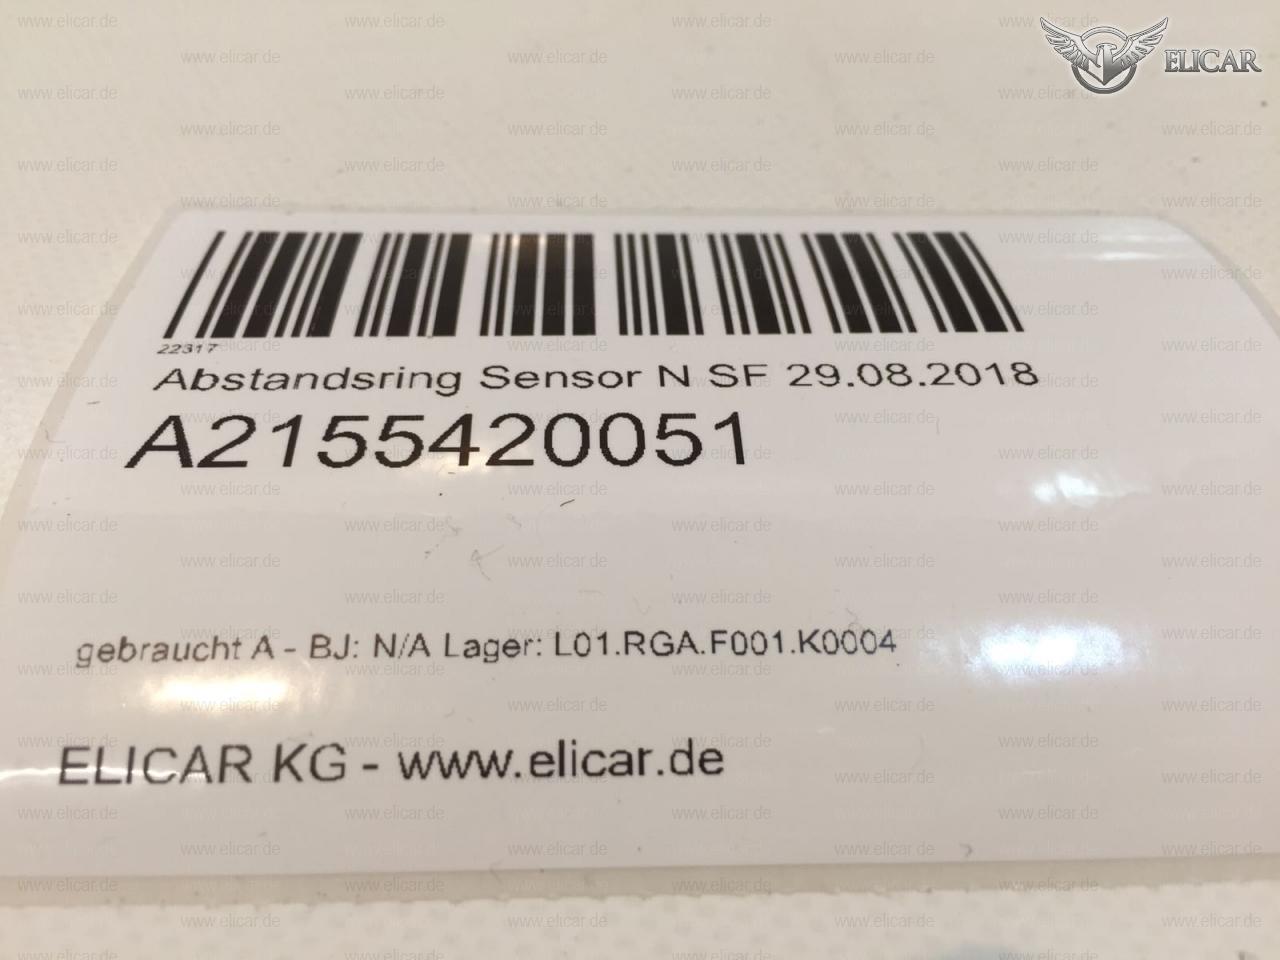 ELICAR
22317
Abstandsring Sensor N SF 29.08.2018
A2155420051
gebraucht A - BJ: N/A Lager: L01.RGA.F001.K0004
ELICAR KG - www.elicar.de